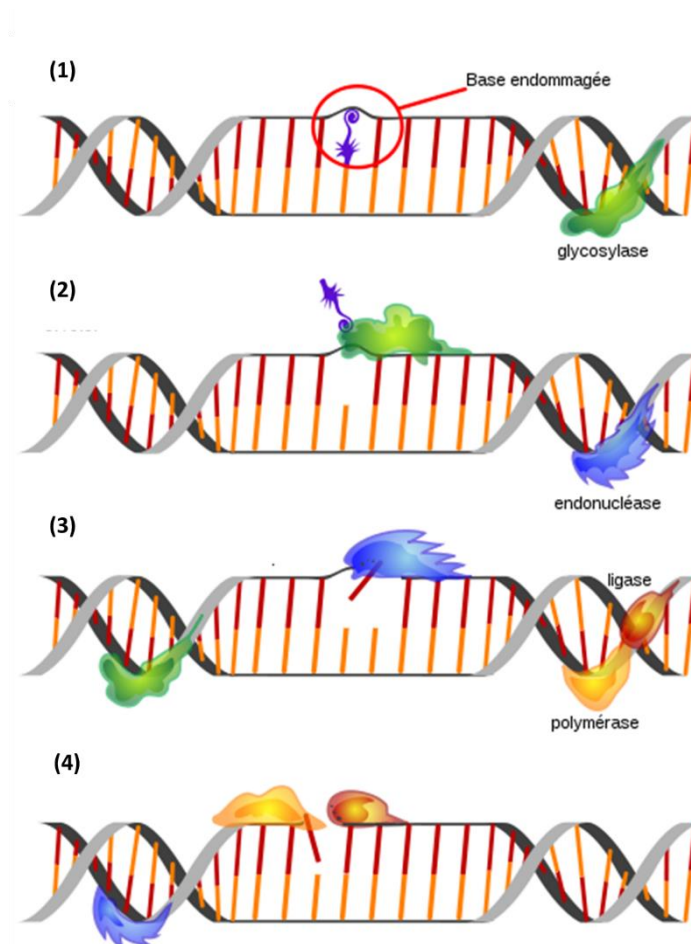 (1)
Base endommagée
glycosylase
(2)
endonucléase
(3)
ligase
polymérase
(4)